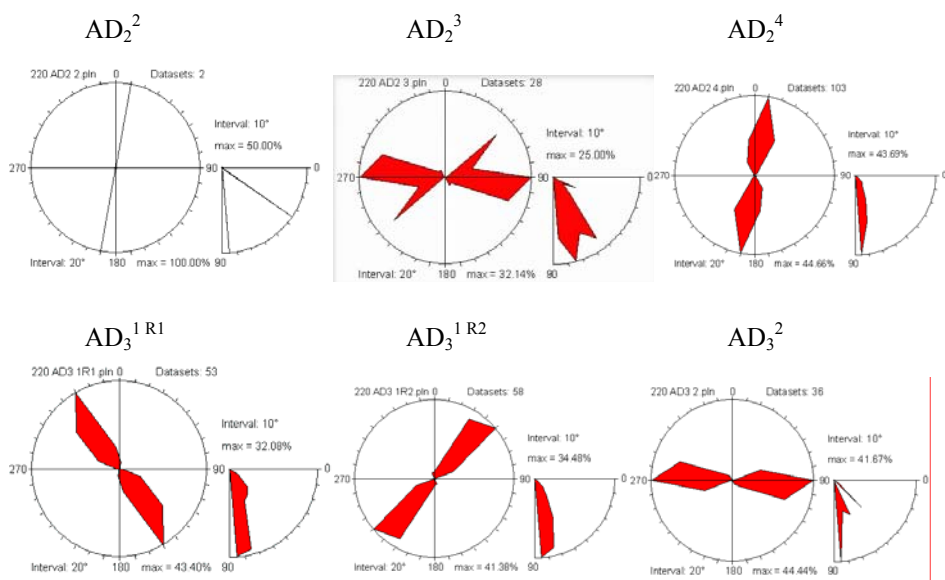 AD₂²
220 AD2 2.pln 0 Datasets: 2
Interval: 10°
max = 50.00%
270 90 0
Interval: 20° 180 max = 100.00% 90
AD₂³
220 AD2 3.pln 0 Datasets: 28
Interval: 10°
max = 25.00%
270 90 0
Interval: 20° 180 max = 32.14% 90
AD₂⁴
220 AD2 4.pln 0 Datasets: 103
Interval: 10°
max = 43.69%
270 90 0
Interval: 20° 180 max = 44.66% 90
AD₃¹ ᴿ¹
220 AD3 1R1 pln 0 Datasets: 53
Interval: 10°
max = 32.08%
270 90 0
Interval: 20° 180 max = 43.40% 90
AD₃¹ ᴿ²
220 AD3 1R2 pln 0 Datasets: 58
Interval: 10°
max = 34.48%
270 90 0
Interval: 20° 180 max = 41.38% 90
AD₃²
220 AD3 2.pln 0 Datasets: 36
Interval: 10°
max = 41.67%
270 90 0
Interval: 20° 180 max = 44.44% 90